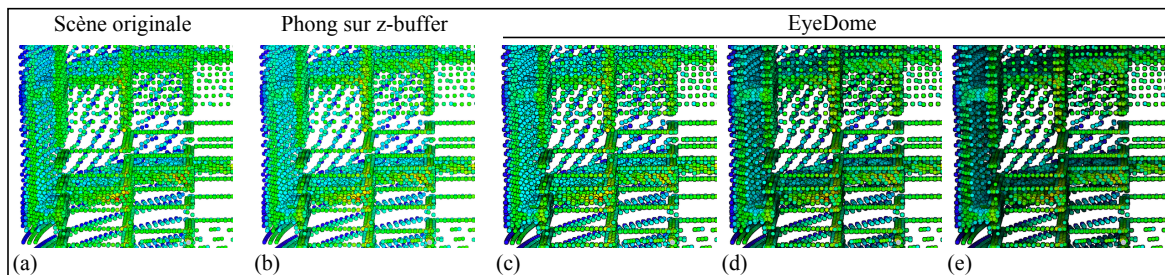 Scène originale
Phong sur z-buffer
EyeDome
(a)
(b)
(c)
(d)
(e)